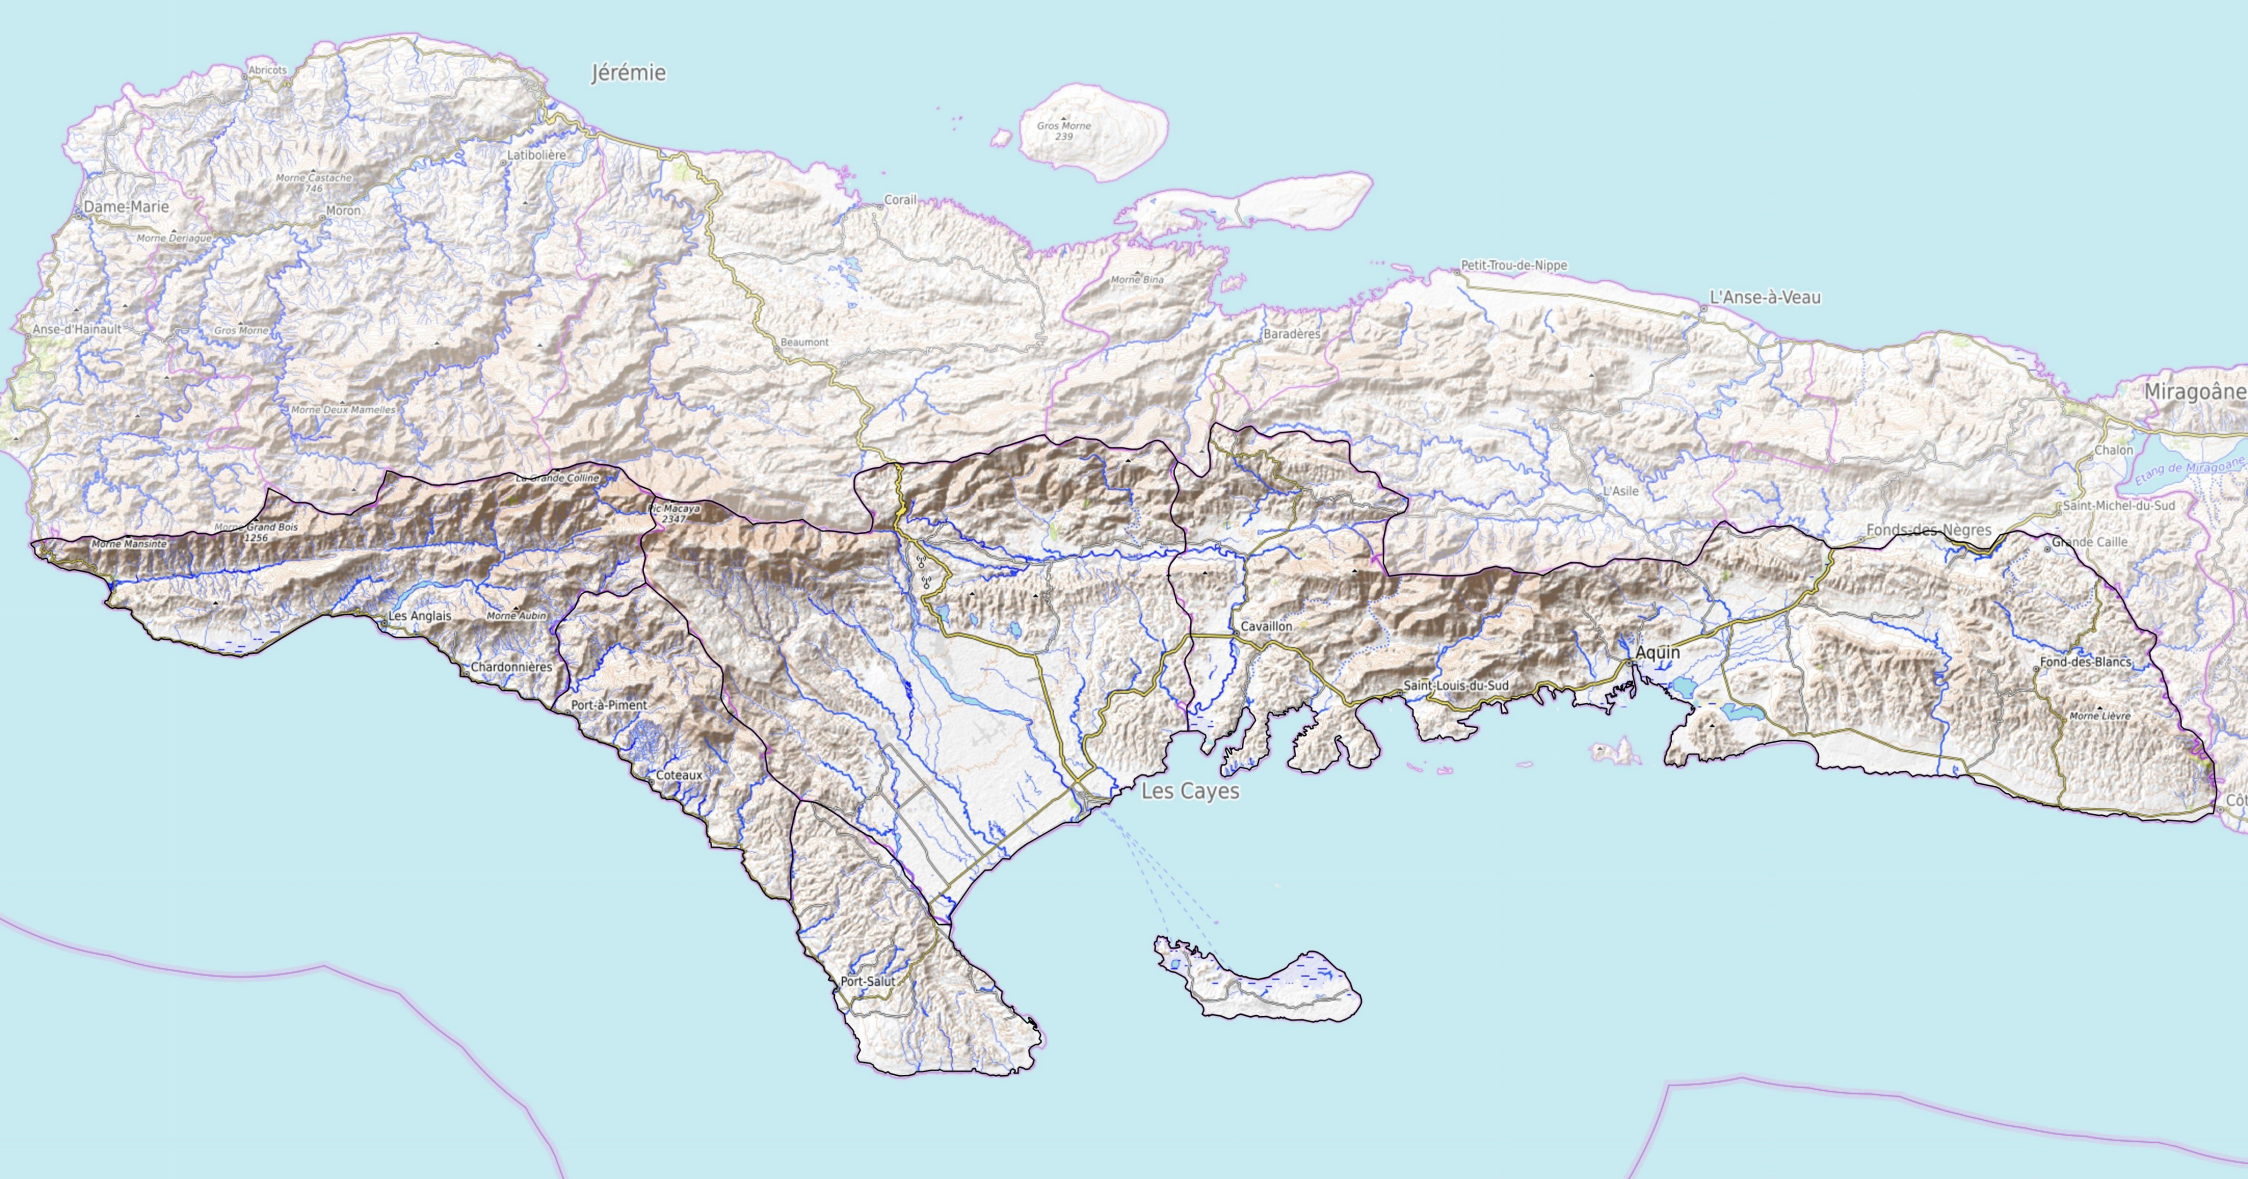 Jérémie
Abricots
Gros Morne
239
Latibolière
Morne Castache
746
Dame-Marie
Moron
Corail
Morne Deriague
Morne Bina
Petit-Trou-de-Nippe
L'Anse-à-Veau
Anse-d'Hainault
Gros Morne
Beaumont
Baradères
Miragoâne
Morne Deux Mamelles
Chalon
Etang de Miragoane
La Grande Colline
L'Asile
Pic Macaya
2347
Saint-Michel-du-Sud
Morne Grand Bois
1256
Fonds-des-Nègres
Morne Mansinte
Grande Caille
Les Anglais
Morne Aubin
Cavaillon
Aquin
Chardonnières
Fond-des-Blancs
Saint-Louis-du-Sud
Port-à-Piment
Morne Lièvre
Coteaux
Les Cayes
Côt
Port-Salut